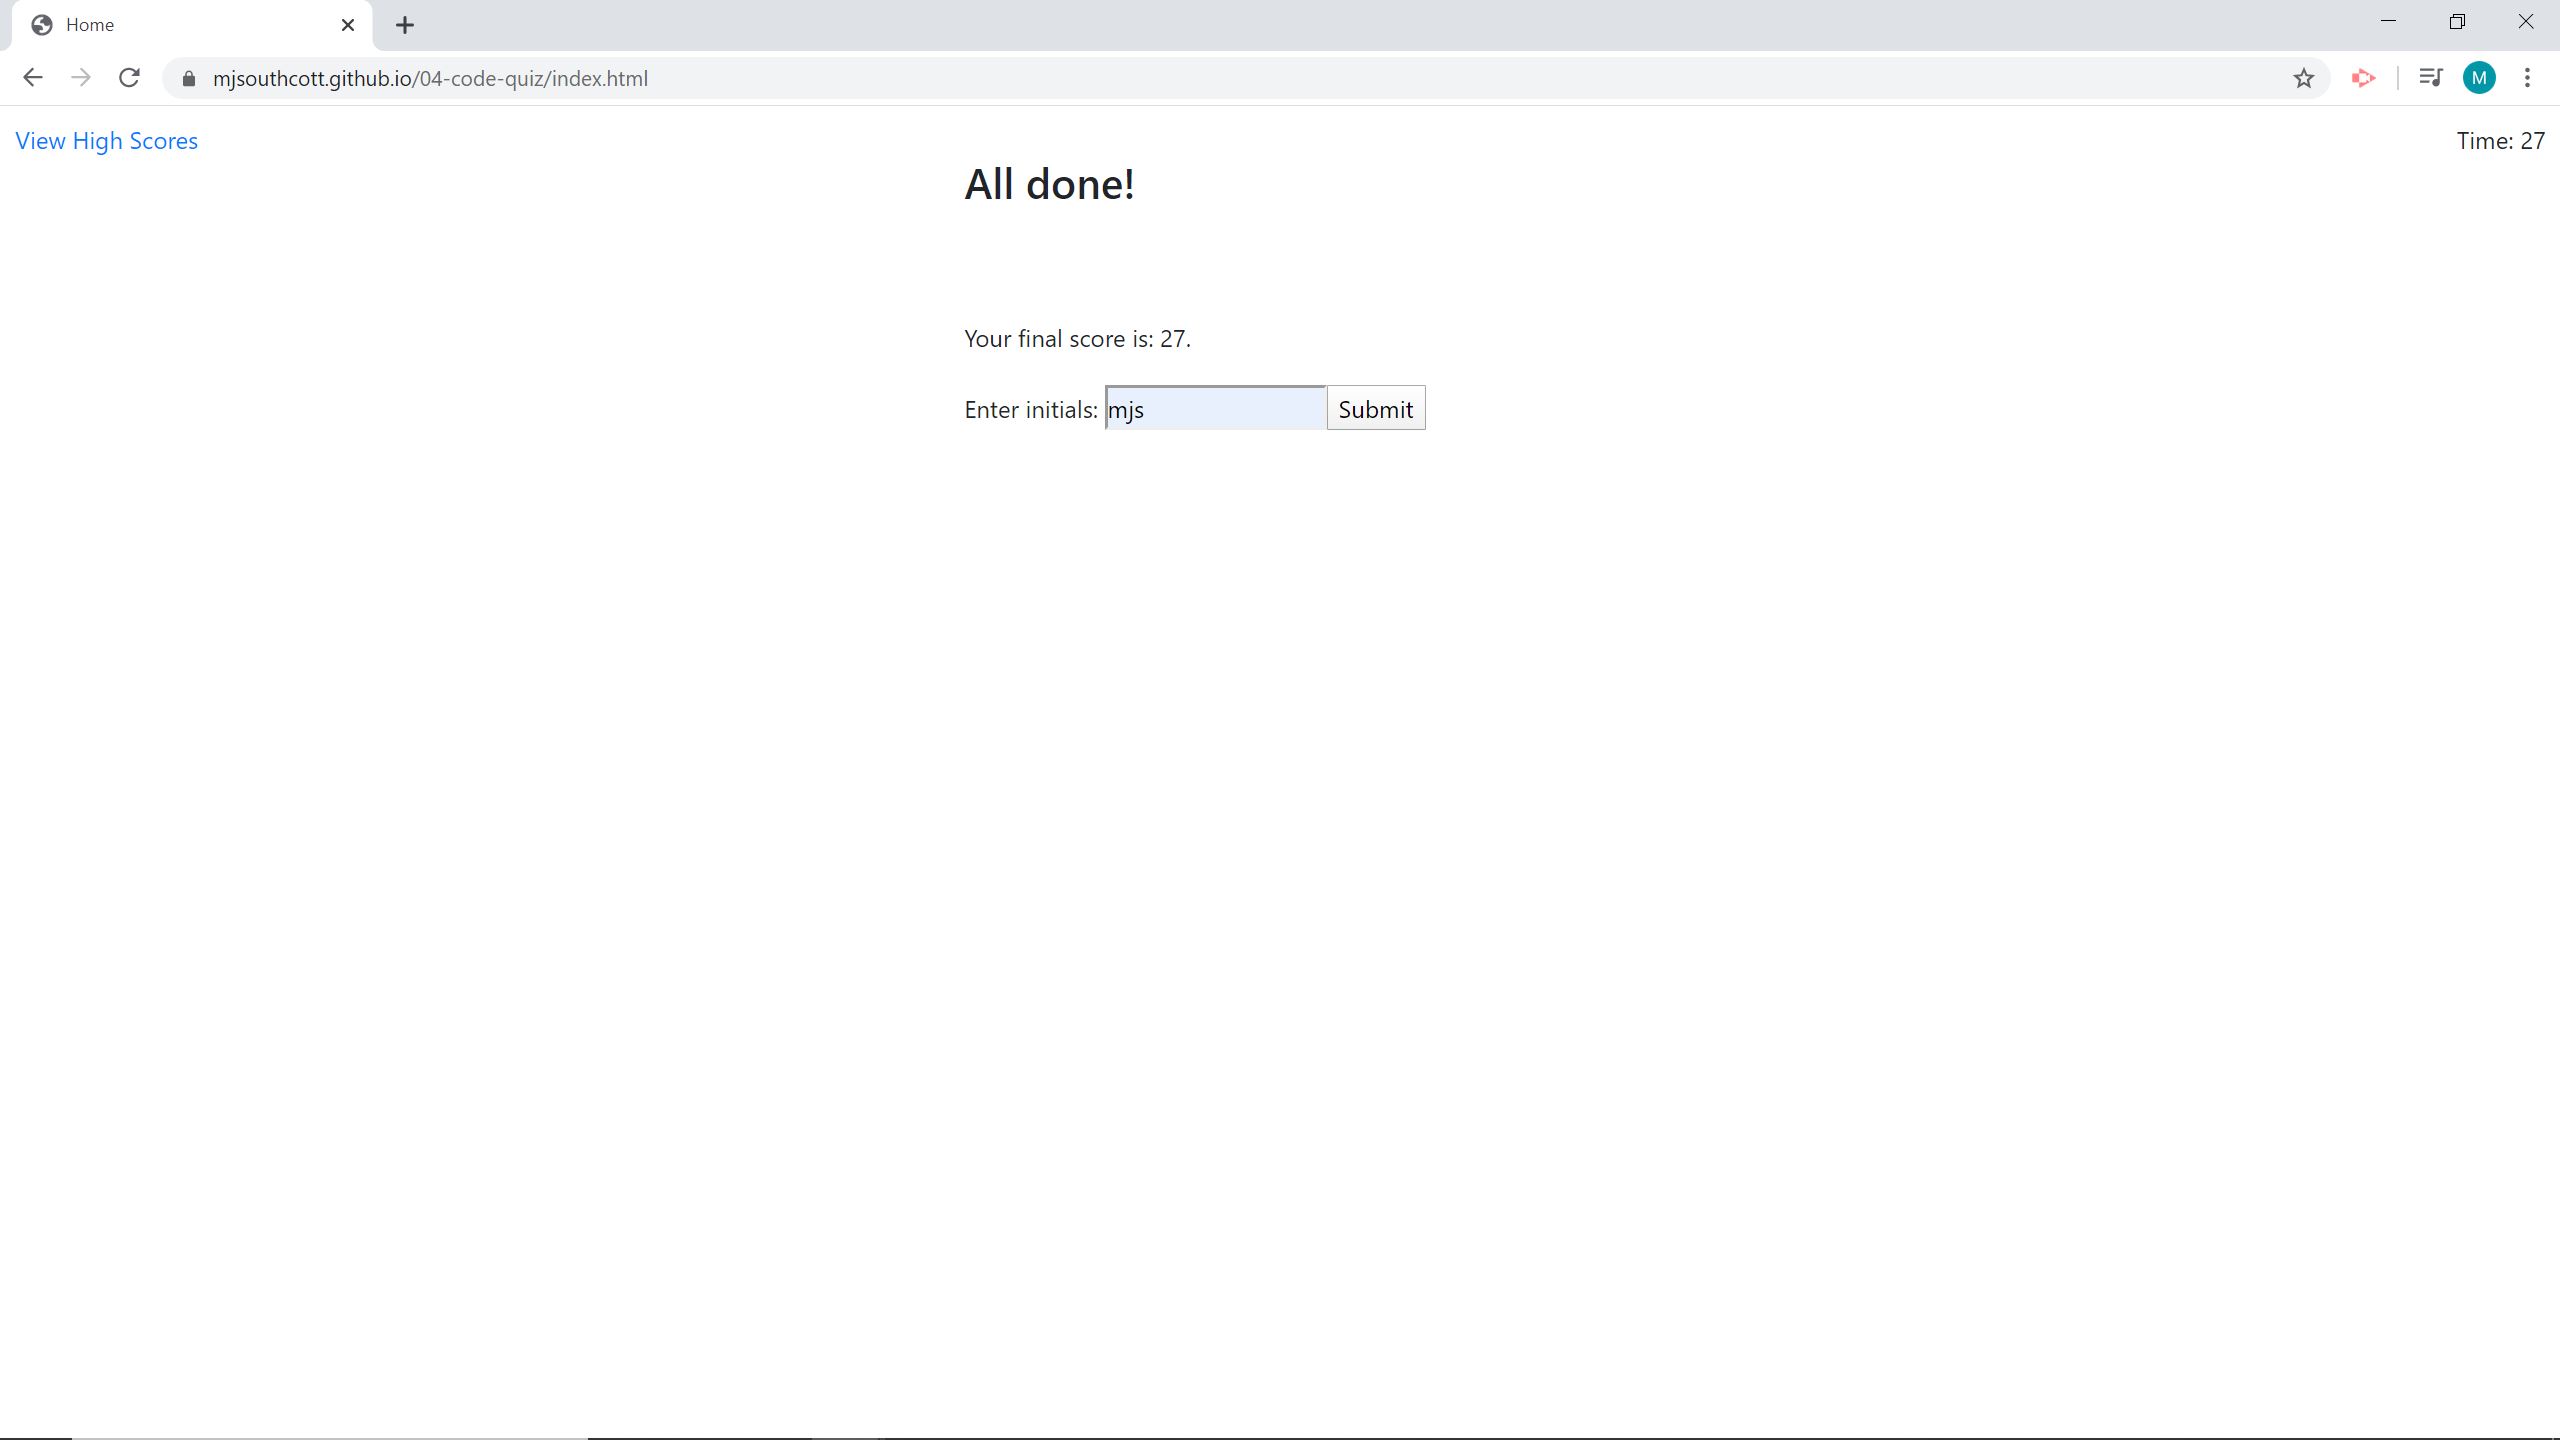 Home
mjsouthcott.github.io/04-code-quiz/index.html
M
View High Scores
Time: 27
All done!
Your final score is: 27.
Enter initials: mjs Submit